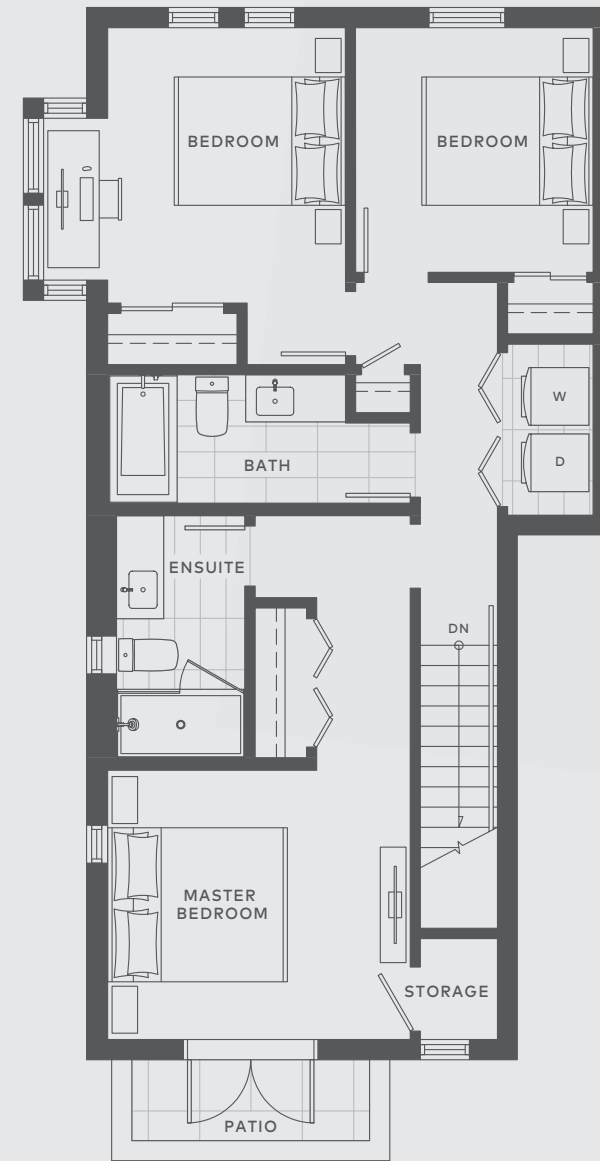 BEDROOM
BEDROOM
W
D
BATH
ENSUITE
DN
MASTER
BEDROOM
STORAGE
PATIO